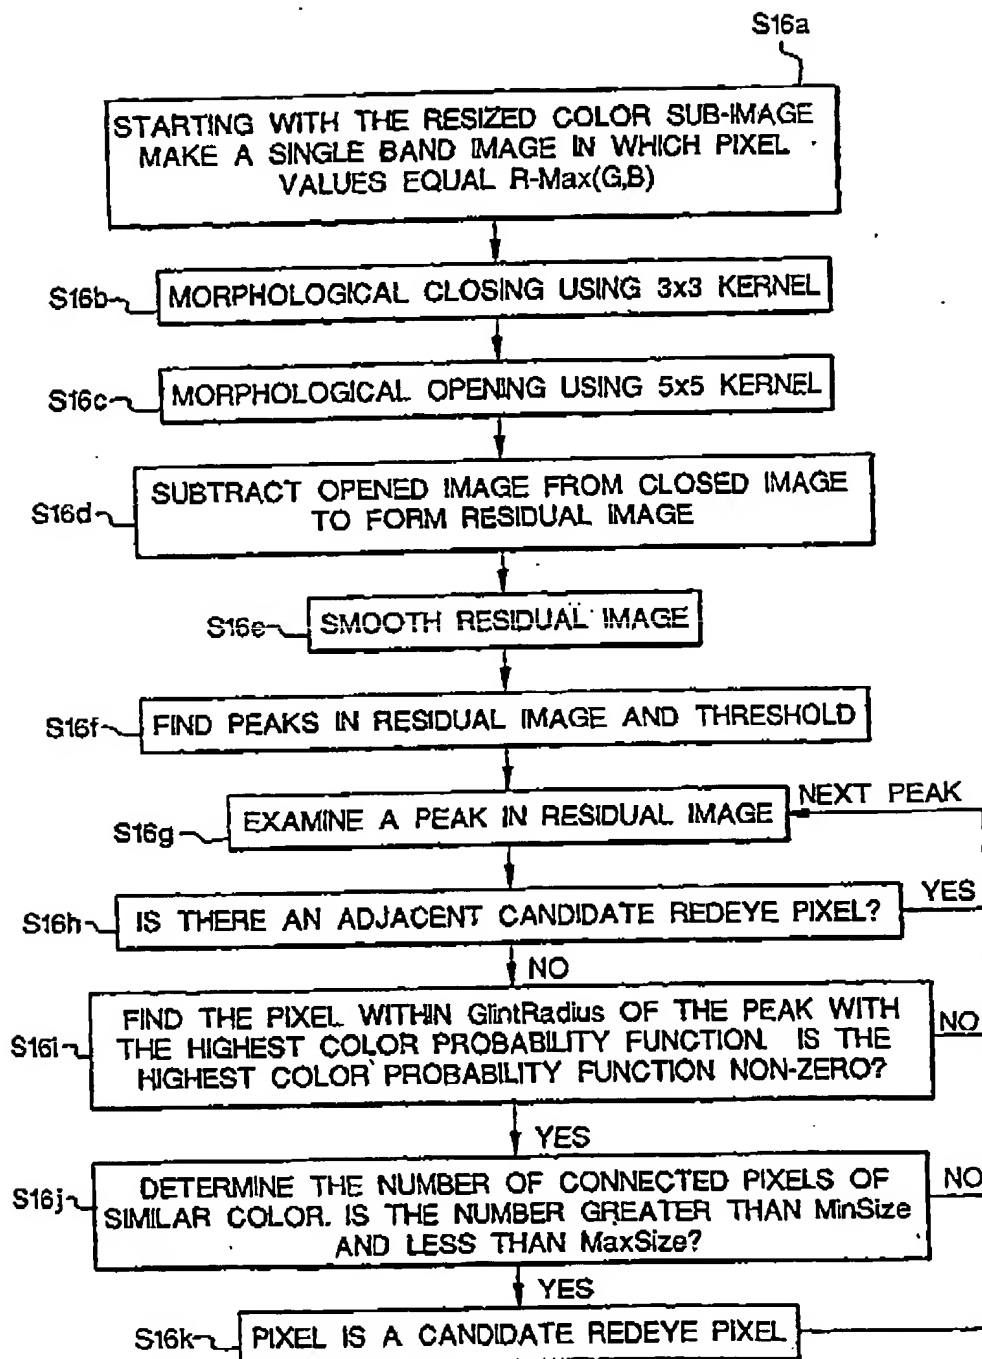 S16a
STARTING WITH THE RESIZED COLOR SUB-IMAGE
MAKE A SINGLE BAND IMAGE IN WHICH PIXEL
VALUES EQUAL R-Max(G,B)
S16b
MORPHOLOGICAL CLOSING USING 3x3 KERNEL
S16c
MORPHOLOGICAL OPENING USING 5x5 KERNEL
S16d
SUBTRACT OPENED IMAGE FROM CLOSED IMAGE
TO FORM RESIDUAL IMAGE
S16e
SMOOTH RESIDUAL IMAGE
S16f
FIND PEAKS IN RESIDUAL IMAGE AND THRESHOLD
S16g
EXAMINE A PEAK IN RESIDUAL IMAGE
NEXT PEAK
S16h
IS THERE AN ADJACENT CANDIDATE REDEYE PIXEL?
YES
NO
S16i
FIND THE PIXEL WITHIN GlintRadius OF THE PEAK WITH
THE HIGHEST COLOR PROBABILITY FUNCTION. IS THE
HIGHEST COLOR PROBABILITY FUNCTION NON-ZERO?
NO
YES
S16j
DETERMINE THE NUMBER OF CONNECTED PIXELS OF
SIMILAR COLOR. IS THE NUMBER GREATER THAN MinSize
AND LESS THAN MaxSize?
NO
YES
S16k
PIXEL IS A CANDIDATE REDEYE PIXEL